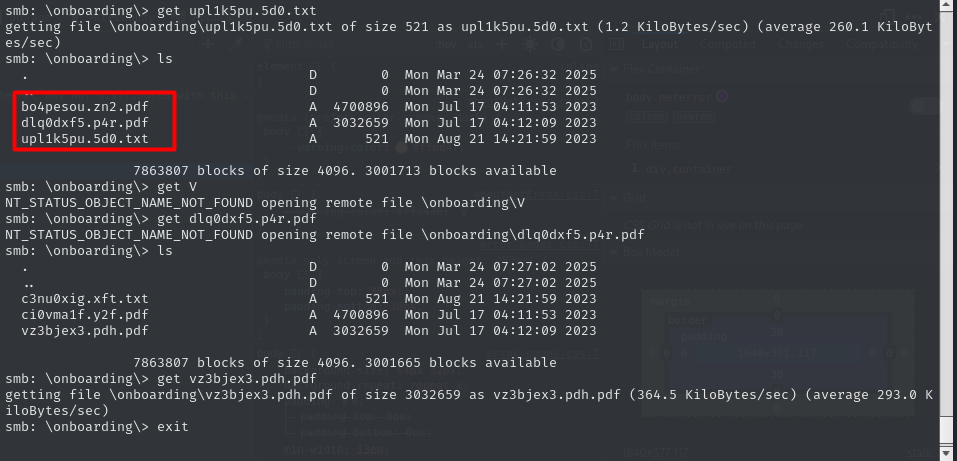 smb: \onboarding\> get upl1k5pu.5d0.txt
getting file \onboarding\upl1k5pu.5d0.txt of size 521 as upl1k5pu.5d0.txt (1.2 KiloBytes/sec) (average 260.1 KiloByt
es/sec)
smb: \onboarding\> ls
. D 0 Mon Mar 24 07:26:32 2025
.. D 0 Mon Mar 24 07:26:32 2025
bo4pesou.zn2.pdf A 4700896 Mon Jul 17 04:11:53 2023
dlq0dxf5.p4r.pdf A 3032659 Mon Jul 17 04:12:09 2023
upl1k5pu.5d0.txt A 521 Mon Aug 21 14:21:59 2023
7863807 blocks of size 4096. 3001713 blocks available
smb: \onboarding\> get V
NT_STATUS_OBJECT_NAME_NOT_FOUND opening remote file \onboarding\V
smb: \onboarding\> get dlq0dxf5.p4r.pdf
NT_STATUS_OBJECT_NAME_NOT_FOUND opening remote file \onboarding\dlq0dxf5.p4r.pdf
smb: \onboarding\> ls
. D 0 Mon Mar 24 07:27:02 2025
.. D 0 Mon Mar 24 07:27:02 2025
c3nu0xig.xft.txt A 521 Mon Aug 21 14:21:59 2023
ci0vma1f.y2f.pdf A 4700896 Mon Jul 17 04:11:53 2023
vz3bjex3.pdh.pdf A 3032659 Mon Jul 17 04:12:09 2023
7863807 blocks of size 4096. 3001665 blocks available
smb: \onboarding\> get vz3bjex3.pdh.pdf
getting file \onboarding\vz3bjex3.pdh.pdf of size 3032659 as vz3bjex3.pdh.pdf (364.5 KiloBytes/sec) (average 293.0 K
iloBytes/sec)
smb: \onboarding\> exit